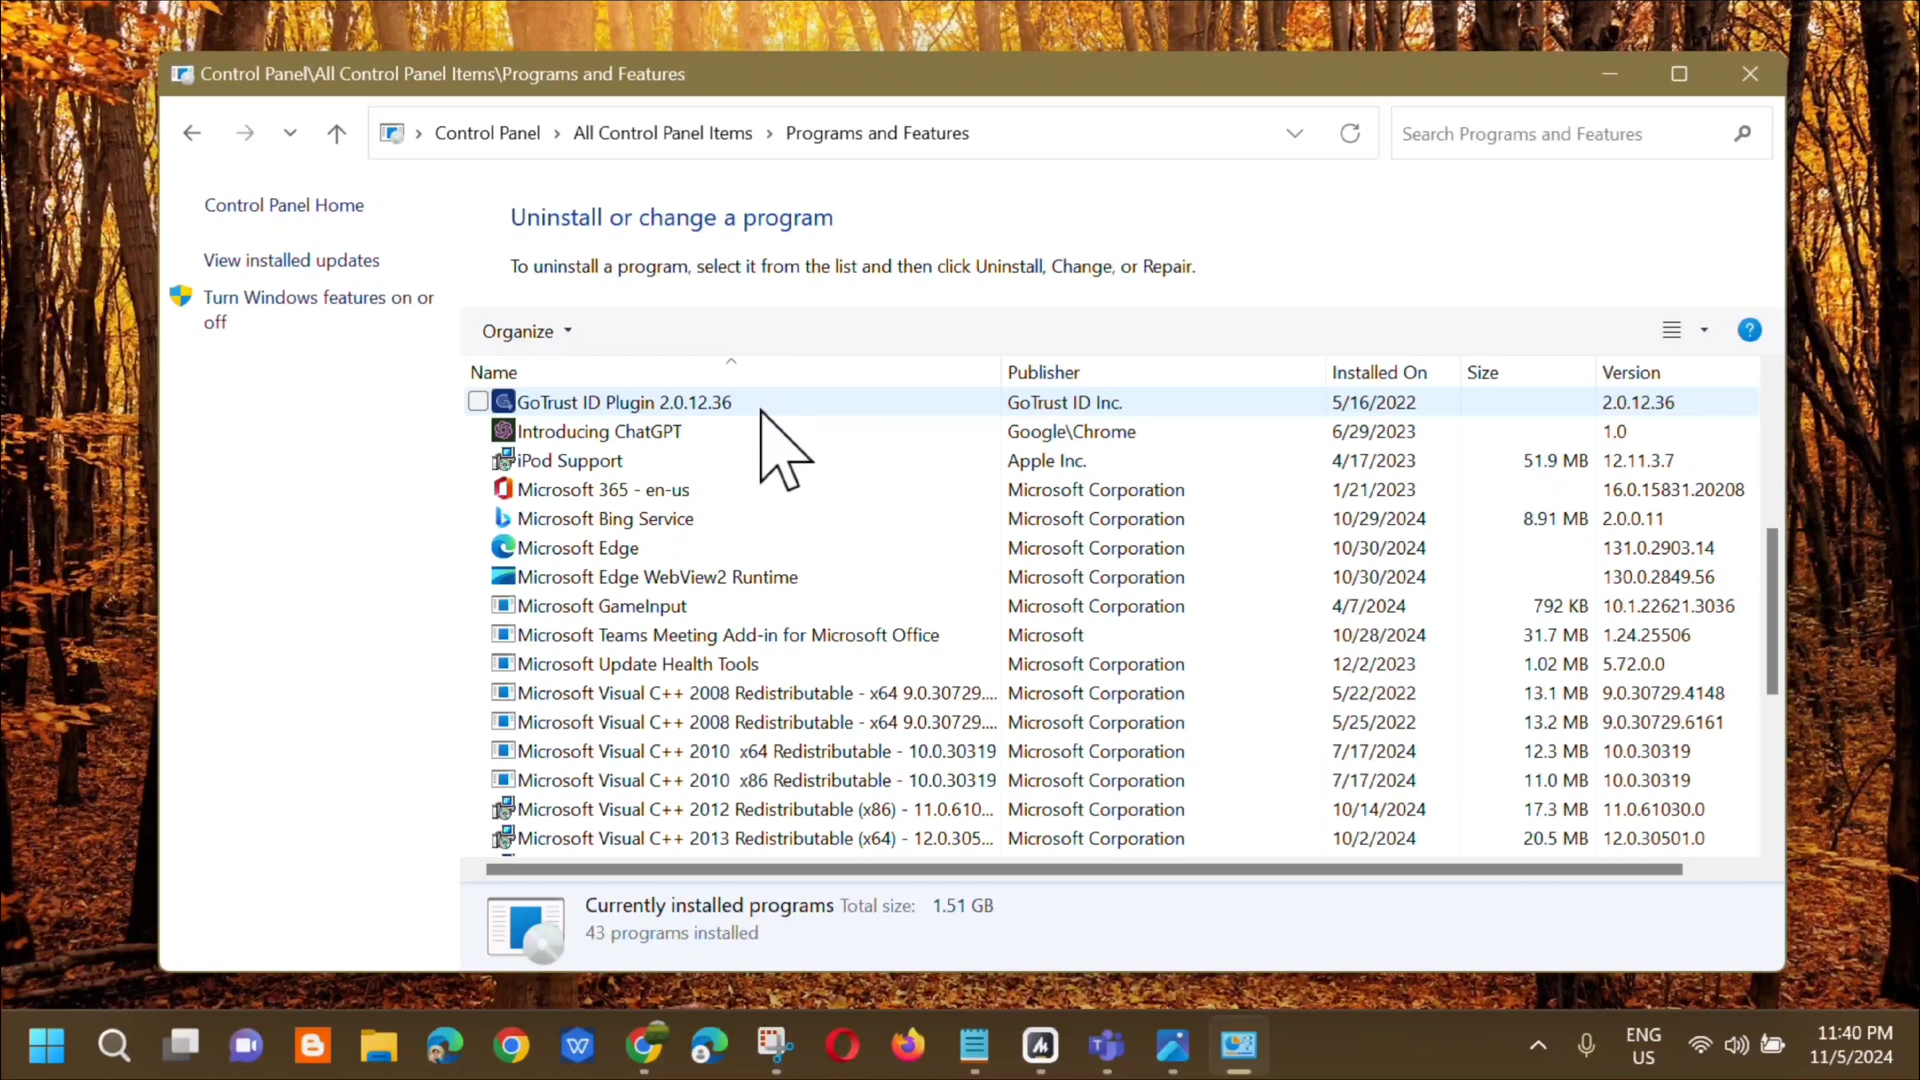 Control Panel\All Control Panel Items\Programs and Features
Control Panel > All Control Panel Items > Programs and Features
Search Programs and Features
Control Panel Home
View installed updates
Turn Windows features on or
off
Uninstall or change a program
To uninstall a program, select it from the list and then click Uninstall, Change, or Repair.
Organize
Name Publisher Installed On Size Version
GoTrust ID Plugin 2.0.12.36 GoTrust ID Inc. 5/16/2022 2.0.12.36
Introducing ChatGPT Google\Chrome 6/29/2023 1.0
iPod Support Apple Inc. 4/17/2023 51.9 MB 12.11.3.7
Microsoft 365 - en-us Microsoft Corporation 1/21/2023 16.0.15831.20208
Microsoft Bing Service Microsoft Corporation 10/29/2024 8.91 MB 2.0.0.11
Microsoft Edge Microsoft Corporation 10/30/2024 131.0.2903.14
Microsoft Edge WebView2 Runtime Microsoft Corporation 10/30/2024 130.0.2849.56
Microsoft GameInput Microsoft Corporation 4/7/2024 792 KB 10.1.22621.3036
Microsoft Teams Meeting Add-in for Microsoft Office Microsoft 10/28/2024 31.7 MB 1.24.25506
Microsoft Update Health Tools Microsoft Corporation 12/2/2023 1.02 MB 5.72.0.0
Microsoft Visual C++ 2008 Redistributable - x64 9.0.30729.... Microsoft Corporation 5/22/2022 13.1 MB 9.0.30729.4148
Microsoft Visual C++ 2008 Redistributable - x64 9.0.30729.... Microsoft Corporation 5/25/2022 13.2 MB 9.0.30729.6161
Microsoft Visual C++ 2010 x64 Redistributable - 10.0.30319 Microsoft Corporation 7/17/2024 12.3 MB 10.0.30319
Microsoft Visual C++ 2010 x86 Redistributable - 10.0.30319 Microsoft Corporation 7/17/2024 11.0 MB 10.0.30319
Microsoft Visual C++ 2012 Redistributable (x86) - 11.0.610... Microsoft Corporation 10/14/2024 17.3 MB 11.0.61030.0
Microsoft Visual C++ 2013 Redistributable (x64) - 12.0.305... Microsoft Corporation 10/2/2024 20.5 MB 12.0.30501.0
Currently installed programs Total size: 1.51 GB
43 programs installed
ENG
US
11:40 PM
11/5/2024